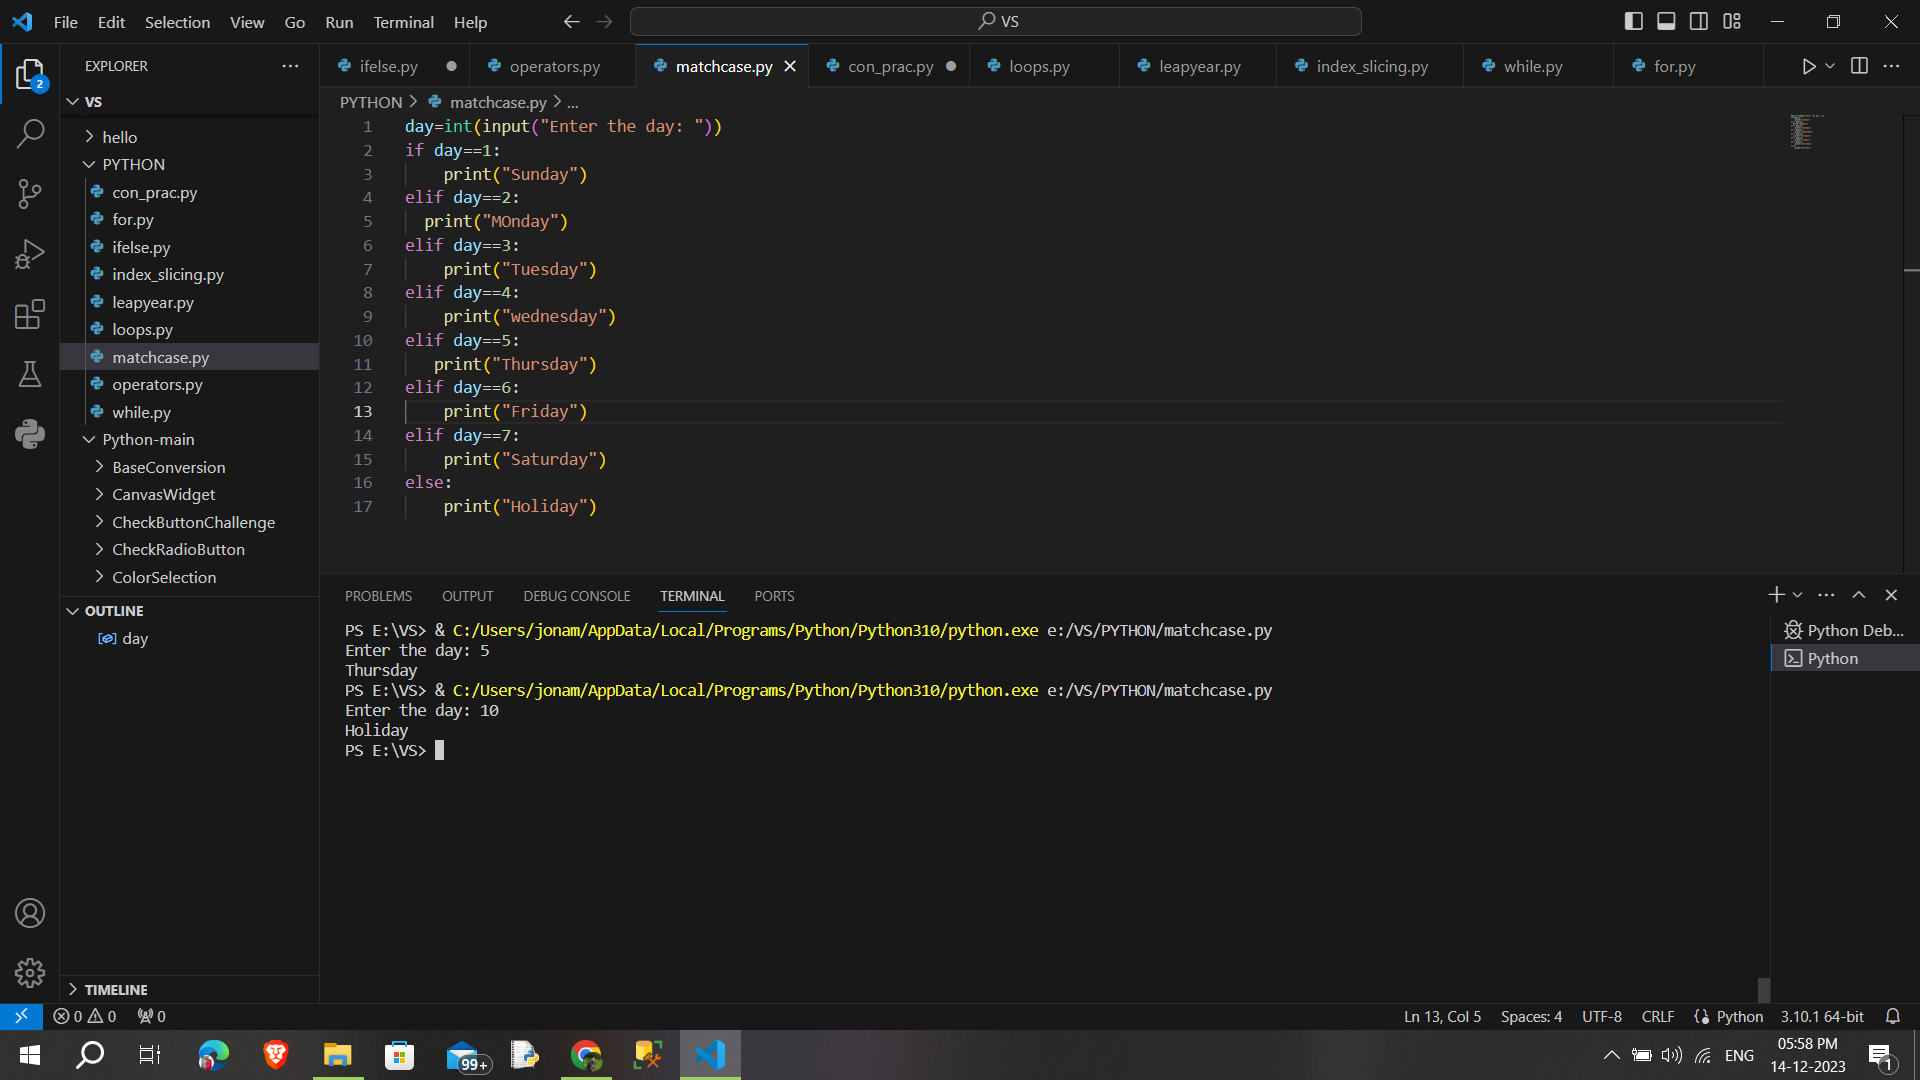 File Edit Selection View Go Run Terminal Help
VS
2
EXPLORER
VS
hello
PYTHON
con_prac.py
for.py
ifelse.py
index_slicing.py
leapyear.py
loops.py
matchcase.py
operators.py
while.py
Python-main
BaseConversion
CanvasWidget
CheckButtonChallenge
CheckRadioButton
ColorSelection
OUTLINE
day
TIMELINE
ifelse.py operators.py matchcase.py con_prac.py loops.py leapyear.py index_slicing.py while.py for.py
PYTHON > matchcase.py > ...
1 day=int(input("Enter the day: "))
2 if day==1:
3 print("Sunday")
4 elif day==2:
5 print("MOnday")
6 elif day==3:
7 print("Tuesday")
8 elif day==4:
9 print("wednesday")
10 elif day==5:
11 print("Thursday")
12 elif day==6:
13 print("Friday")
14 elif day==7:
15 print("Saturday")
16 else:
17 print("Holiday")
PROBLEMS OUTPUT DEBUG CONSOLE TERMINAL PORTS
PS E:\VS> & C:/Users/jonam/AppData/Local/Programs/Python/Python310/python.exe e:/VS/PYTHON/matchcase.py
Enter the day: 5
Thursday
PS E:\VS> & C:/Users/jonam/AppData/Local/Programs/Python/Python310/python.exe e:/VS/PYTHON/matchcase.py
Enter the day: 10
Holiday
PS E:\VS>
Python Deb...
Python
0 0 0
Ln 13, Col 5 Spaces: 4 UTF-8 CRLF Python 3.10.1 64-bit
99+
ENG
05:58 PM
14-12-2023
1